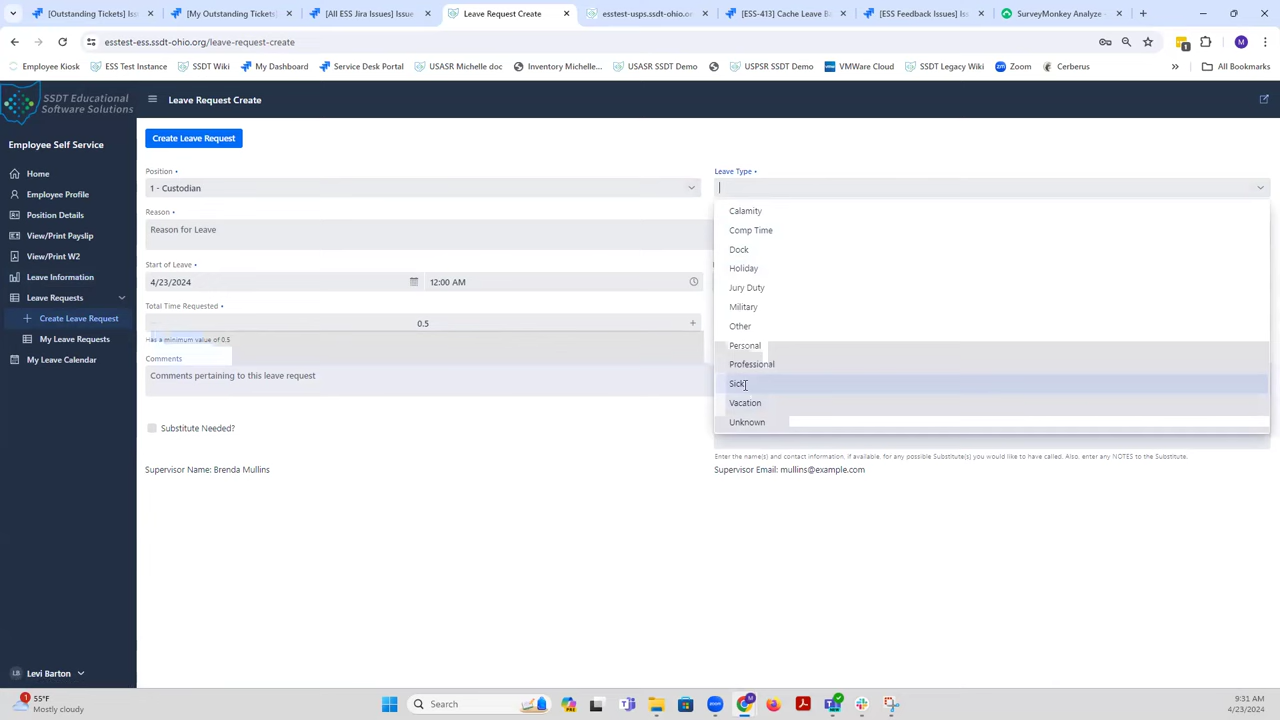 [Outstanding Tickets] Issu
[My Outstanding Tickets]
[All ESS Jira Issues] Issue
Leave Request Create
esstest-usps.ssdt-ohio.org/
[ESS-413] Cache Leave B
[ESS Feedback Issues] Iss
SurveyMonkey Analyze -
esstest-ess.ssdt-ohio.org/leave-request-create
Employee Kiosk
ESS Test Instance
SSDT Wiki
My Dashboard
Service Desk Portal
USASR Michelle doc
Inventory Michelle...
USASR SSDT Demo
USPSR SSDT Demo
VMWare Cloud
SSDT Legacy Wiki
Zoom
Cerberus
All Bookmarks
SSDT Educational
Software Solutions
Leave Request Create
Employee Self Service
Home
Employee Profile
Position Details
View/Print Payslip
View/Print W2
Leave Information
Leave Requests
Create Leave Request
My Leave Requests
My Leave Calendar
LB Levi Barton
Create Leave Request
Position •
1 - Custodian
Reason •
Reason for Leave
Start of Leave •
4/23/2024
12:00 AM
Total Time Requested •
0.5
Has a minimum value of 0.5
Comments
Comments pertaining to this leave request
Substitute Needed?
Supervisor Name: Brenda Mullins
Leave Type •
Calamity
Comp Time
Dock
Holiday
Jury Duty
Military
Other
Personal
Professional
Sick
Vacation
Unknown
Enter the name(s) and contact information, if available, for any possible Substitute(s) you would like to have called. Also, enter any NOTES to the Substitute.
Supervisor Email: mullins@example.com
1
55°F
Mostly cloudy
Search
9:31 AM
4/23/2024